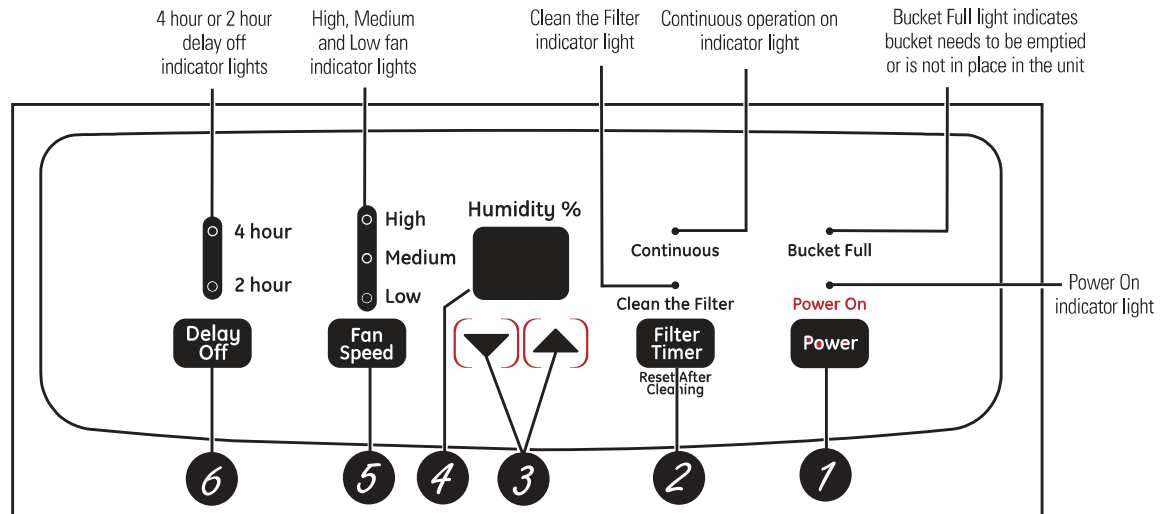 4 hour or 2 hour
delay off
indicator lights
High, Medium
and Low fan
indicator lights
Clean the Filter
indicator light
Continuous operation on
indicator light
Bucket Full light indicates
bucket needs to be emptied
or is not in place in the unit
4 hour
2 hour
Delay
Off
High
Medium
Low
Fan
Speed
Humidity %
Continuous
Clean the Filter
Filter
Timer
Reset After
Cleaning
Bucket Full
Power On
Power
Power On
indicator light
6
5
4
3
2
1